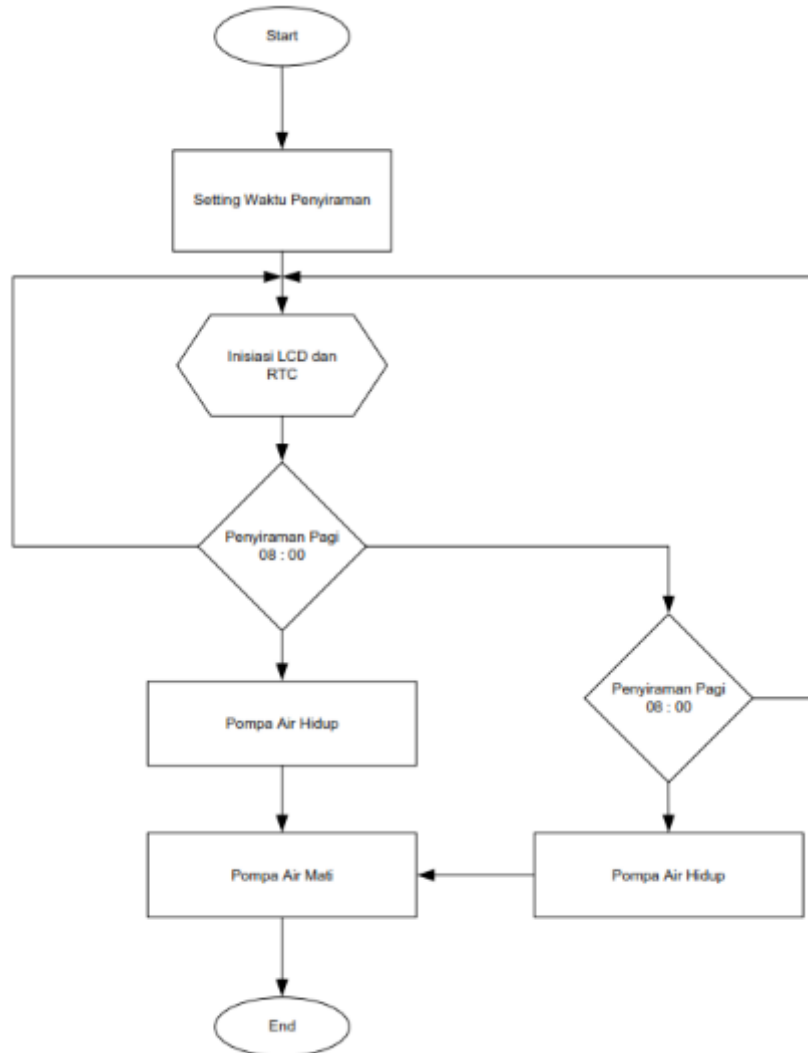 Start
Setting Waktu Penyiraman
Inisiasi LCD dan
RTC
Penyiraman Pagi
08 : 00
Penyiraman Pagi
08 : 00
Pompa Air Hidup
Pompa Air Mati
Pompa Air Hidup
End